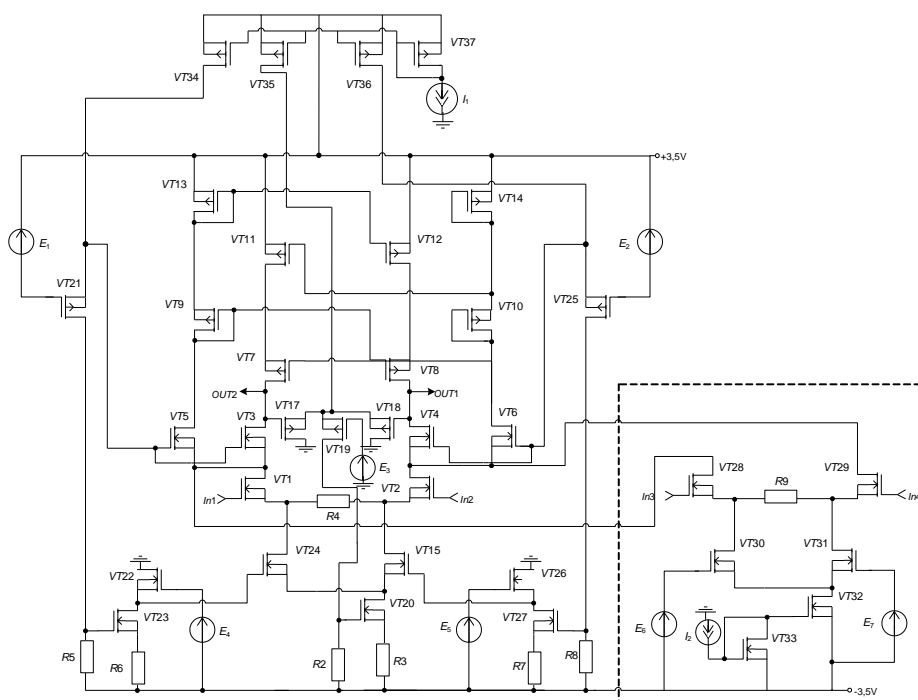 VT34 VT35 VT36 VT37
I1
+3,5V
VT13 VT14
E1 VT11 VT12 E2
VT21 VT9 VT10 VT25
VT7 VT8
OUT2 OUT1
VT5 VT3 VT17 VT18 VT4 VT6
VT19 E3
VT1 VT2 VT28 VT29
In1 R4 In2 In3 R9 In4
VT24 VT15 VT30 VT31
VT22 VT26
VT20 VT32
VT23 VT27
E4 E5 E6 I2 E7
VT33
R5 R6 R2 R3 R7 R8
-3,5V